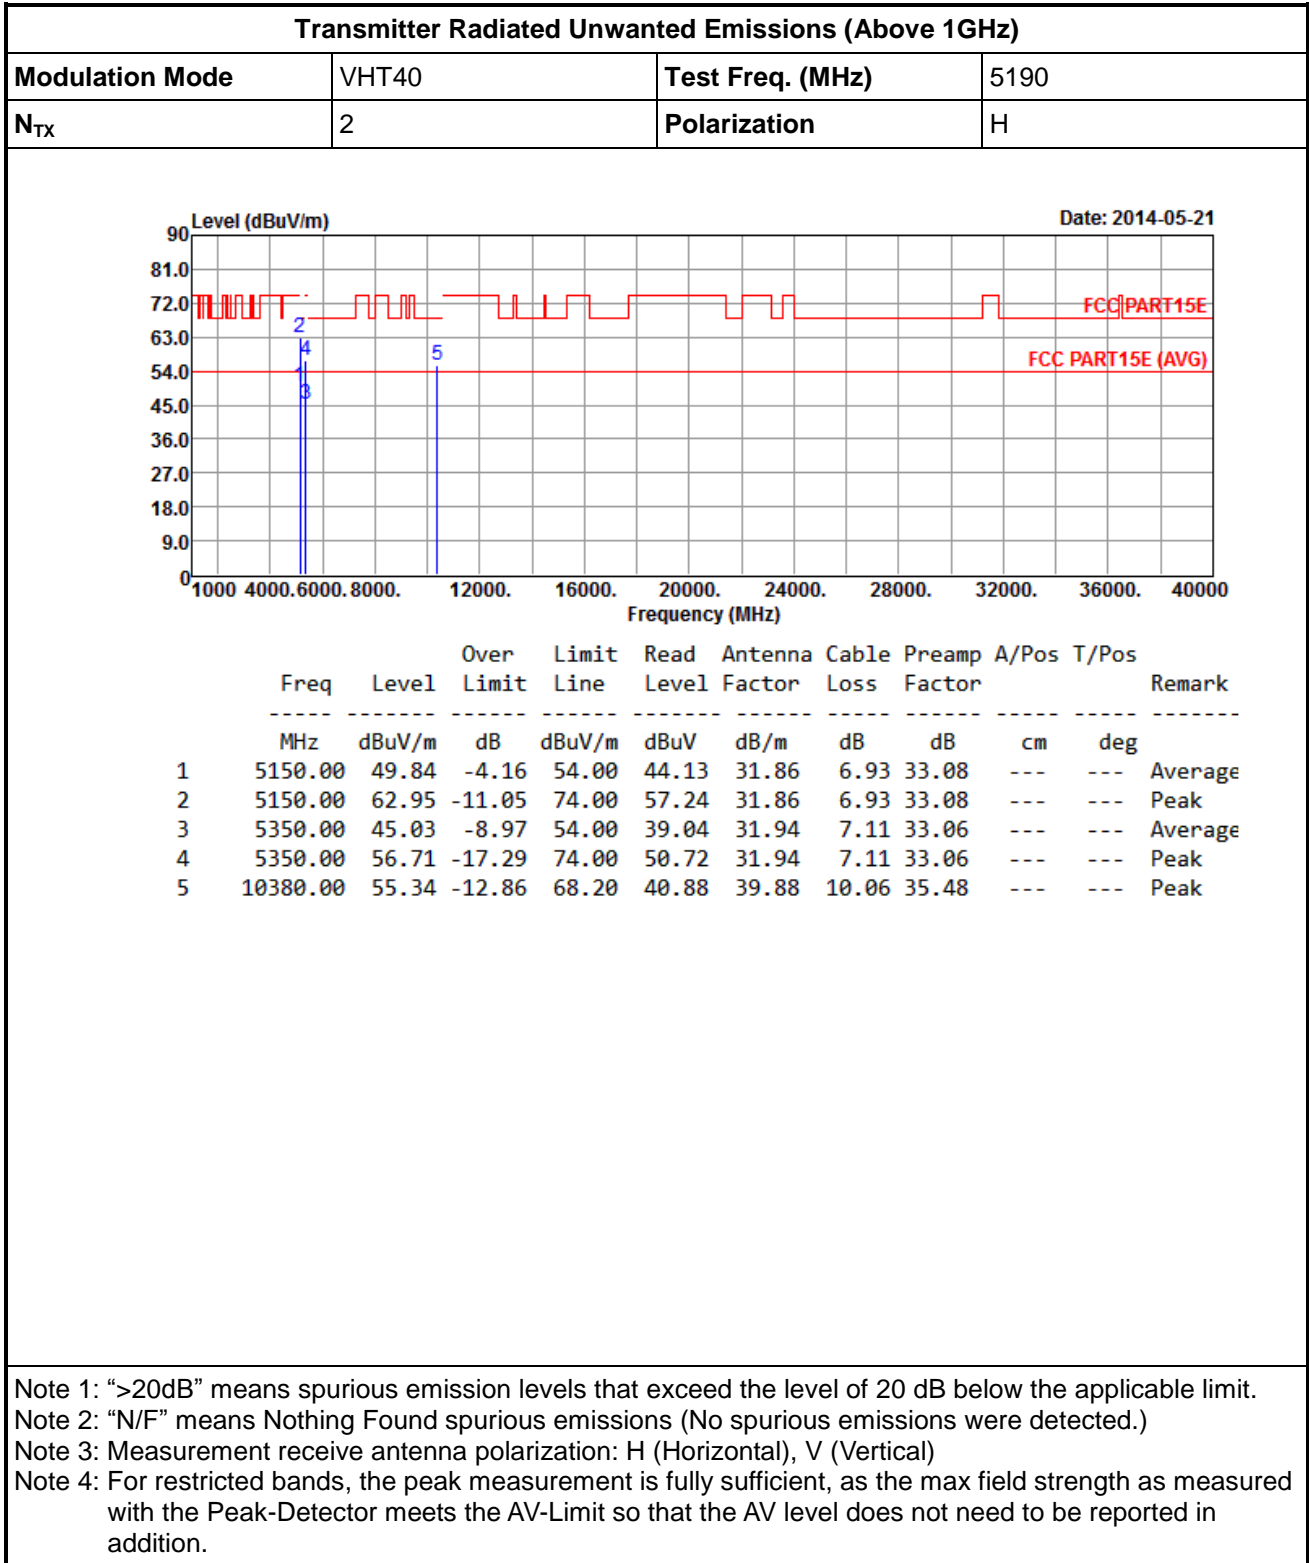 Transmitter Radiated Unwanted Emissions (Above 1GHz)
Modulation Mode VHT40 Test Freq. (MHz) 5190
NTX 2 Polarization H
Level (dBuV/m) Date: 2014-05-21
90
81.0
72.0
63.0
54.0
45.0
36.0
27.0
18.0
9.0
0
FCC PART15E
FCC PART15E (AVG)
2
4
5
1
3
1000 4000. 6000. 8000. 12000. 16000. 20000. 24000. 28000. 32000. 36000. 40000
Frequency (MHz)
Over Limit Read Antenna Cable Preamp A/Pos T/Pos
Freq Level Limit Line Level Factor Loss Factor Remark
----- ------- ------ ------ ------- ------ ----- ------ ----- ----- -------
MHz dBuV/m dB dBuV/m dBuV dB/m dB dB cm deg
1 5150.00 49.84 -4.16 54.00 44.13 31.86 6.93 33.08 --- --- Average
2 5150.00 62.95 -11.05 74.00 57.24 31.86 6.93 33.08 --- --- Peak
3 5350.00 45.03 -8.97 54.00 39.04 31.94 7.11 33.06 --- --- Average
4 5350.00 56.71 -17.29 74.00 50.72 31.94 7.11 33.06 --- --- Peak
5 10380.00 55.34 -12.86 68.20 40.88 39.88 10.06 35.48 --- --- Peak
Note 1: “>20dB” means spurious emission levels that exceed the level of 20 dB below the applicable limit.
Note 2: “N/F” means Nothing Found spurious emissions (No spurious emissions were detected.)
Note 3: Measurement receive antenna polarization: H (Horizontal), V (Vertical)
Note 4: For restricted bands, the peak measurement is fully sufficient, as the max field strength as measured
with the Peak-Detector meets the AV-Limit so that the AV level does not need to be reported in
addition.